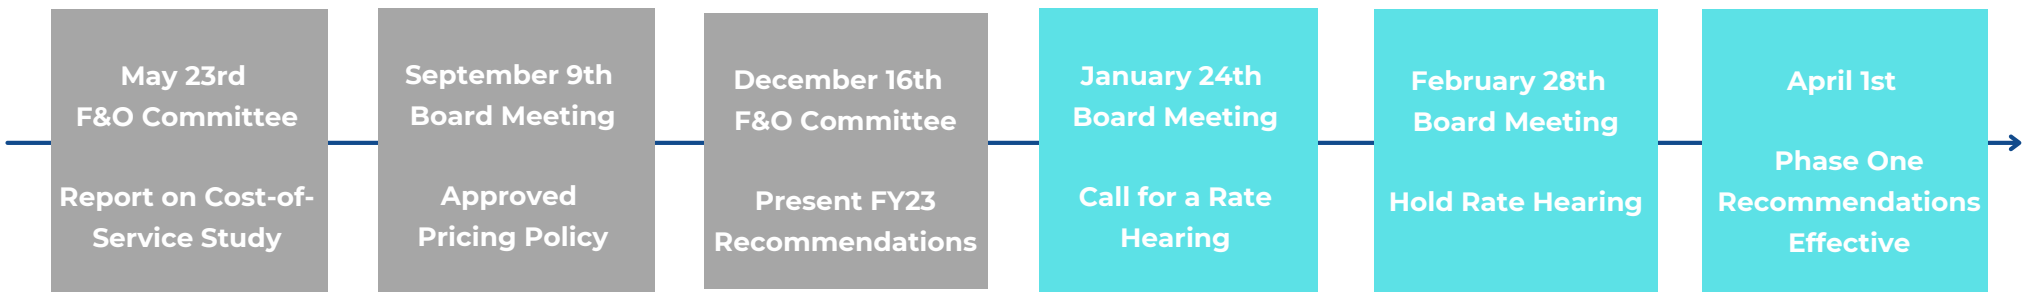 May 23rd
F&O Committee
Report on Cost-of-
Service Study
September 9th
Board Meeting
Approved
Pricing Policy
December 16th
F&O Committee
Present FY23
Recommendations
January 24th
Board Meeting
Call for a Rate
Hearing
February 28th
Board Meeting
Hold Rate Hearing
April 1st
Phase One
Recommendations
Effective